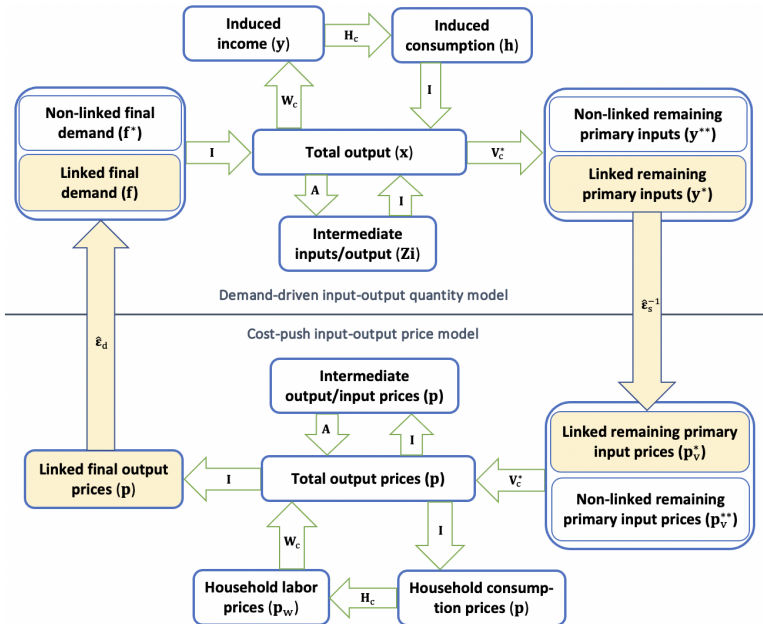 Induced
income (y)
H_c
Induced
consumption (h)
W_c
I
Non-linked final
demand (f*)
Linked final
demand (f)
I
Total output (x)
V_c^*
Non-linked remaining
primary inputs (y**)
Linked remaining
primary inputs (y*)
A
I
Intermediate
inputs/output (Zi)
Demand-driven input-output quantity model
ε̂_d
ε̂_s^{-1}
Cost-push input-output price model
Intermediate
output/input prices (p)
A
I
Linked final output
prices (p)
I
Total output prices (p)
V_c^*
Linked remaining primary
input prices (p_v^*)
Non-linked remaining
primary input prices (p_v^{**})
W_c
I
Household labor
prices (p_w)
H_c
Household consump-
tion prices (p)